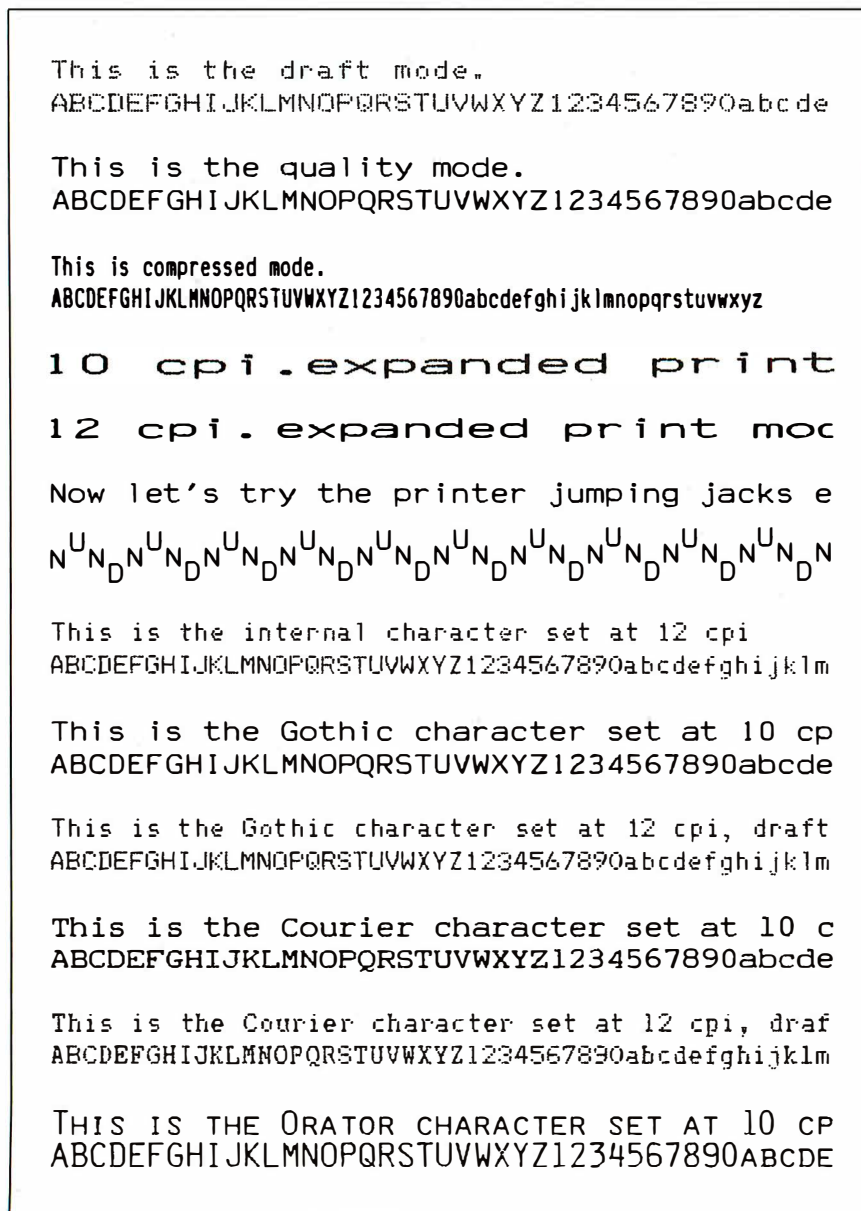 This is the draft mode.
ABCDEFGHIJKLMNOPQRSTUVWXYZ1234567890abcde
This is the quality mode.
ABCDEFGHIJKLMNOPQRSTUVWXYZ1234567890abcde
This is compressed mode.
ABCDEFGHIJKLMNOPQRSTUVWXYZ1234567890abcdefghijklmnopqrstuvwxyz
10 cpi.expanded print
12 cpi. expanded print moc
Now let's try the printer jumping jacks e
NUNDNUNDNUNDNUNDNUNDNUNDNUNDNUNDNUNDNUNDN
This is the internal character set at 12 cpi
ABCDEFGHIJKLMNOPQRSTUVWXYZ1234567890abcdefghijklm
This is the Gothic character set at 10 cp
ABCDEFGHIJKLMNOPQRSTUVWXYZ1234567890abcde
This is the Gothic character set at 12 cpi, draft
ABCDEFGHIJKLMNOPQRSTUVWXYZ1234567890abcdefghijklm
This is the Courier character set at 10 c
ABCDEFGHIJKLMNOPQRSTUVWXYZ1234567890abcde
This is the Courier character set at 12 cpi, draf
ABCDEFGHIJKLMNOPQRSTUVWXYZ1234567890abcdefghijklm
THIS IS THE ORATOR CHARACTER SET AT 10 CP
ABCDEFGHIJKLMNOPQRSTUVWXYZ1234567890ABCDE